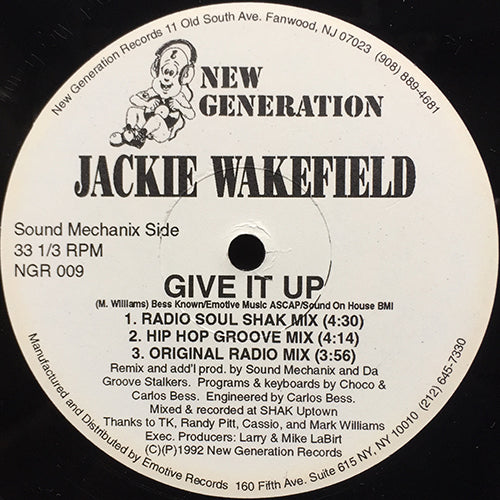 New Generation Records 11 Old South Ave. Fanwood, NJ 07023 (908) 889-4681
NEW
GENERATION
JACKIE WAKEFIELD
Sound Mechanix Side
33 1/3 RPM
NGR 009
GIVE IT UP
(M. Williams) Bess Known/Emotive Music ASCAP/Sound On House BMI
1. RADIO SOUL SHAK MIX (4:30)
2. HIP HOP GROOVE MIX (4:14)
3. ORIGINAL RADIO MIX (3:56)
Remix and add'l prod. by Sound Mechanix and Da
Groove Stalkers. Programs & keyboards by Choco &
Carlos Bess. Engineered by Carlos Bess.
Mixed & recorded at SHAK Uptown
Thanks to TK, Randy Pitt, Cassio, and Mark Williams
Exec. Producers: Larry & Mike LaBirt
(C)(P)1992 New Generation Records
Manufactured and Distributed by Emotive Records 160 Fifth Ave. Suite 615 NY, NY 10010 (212) 645-7330